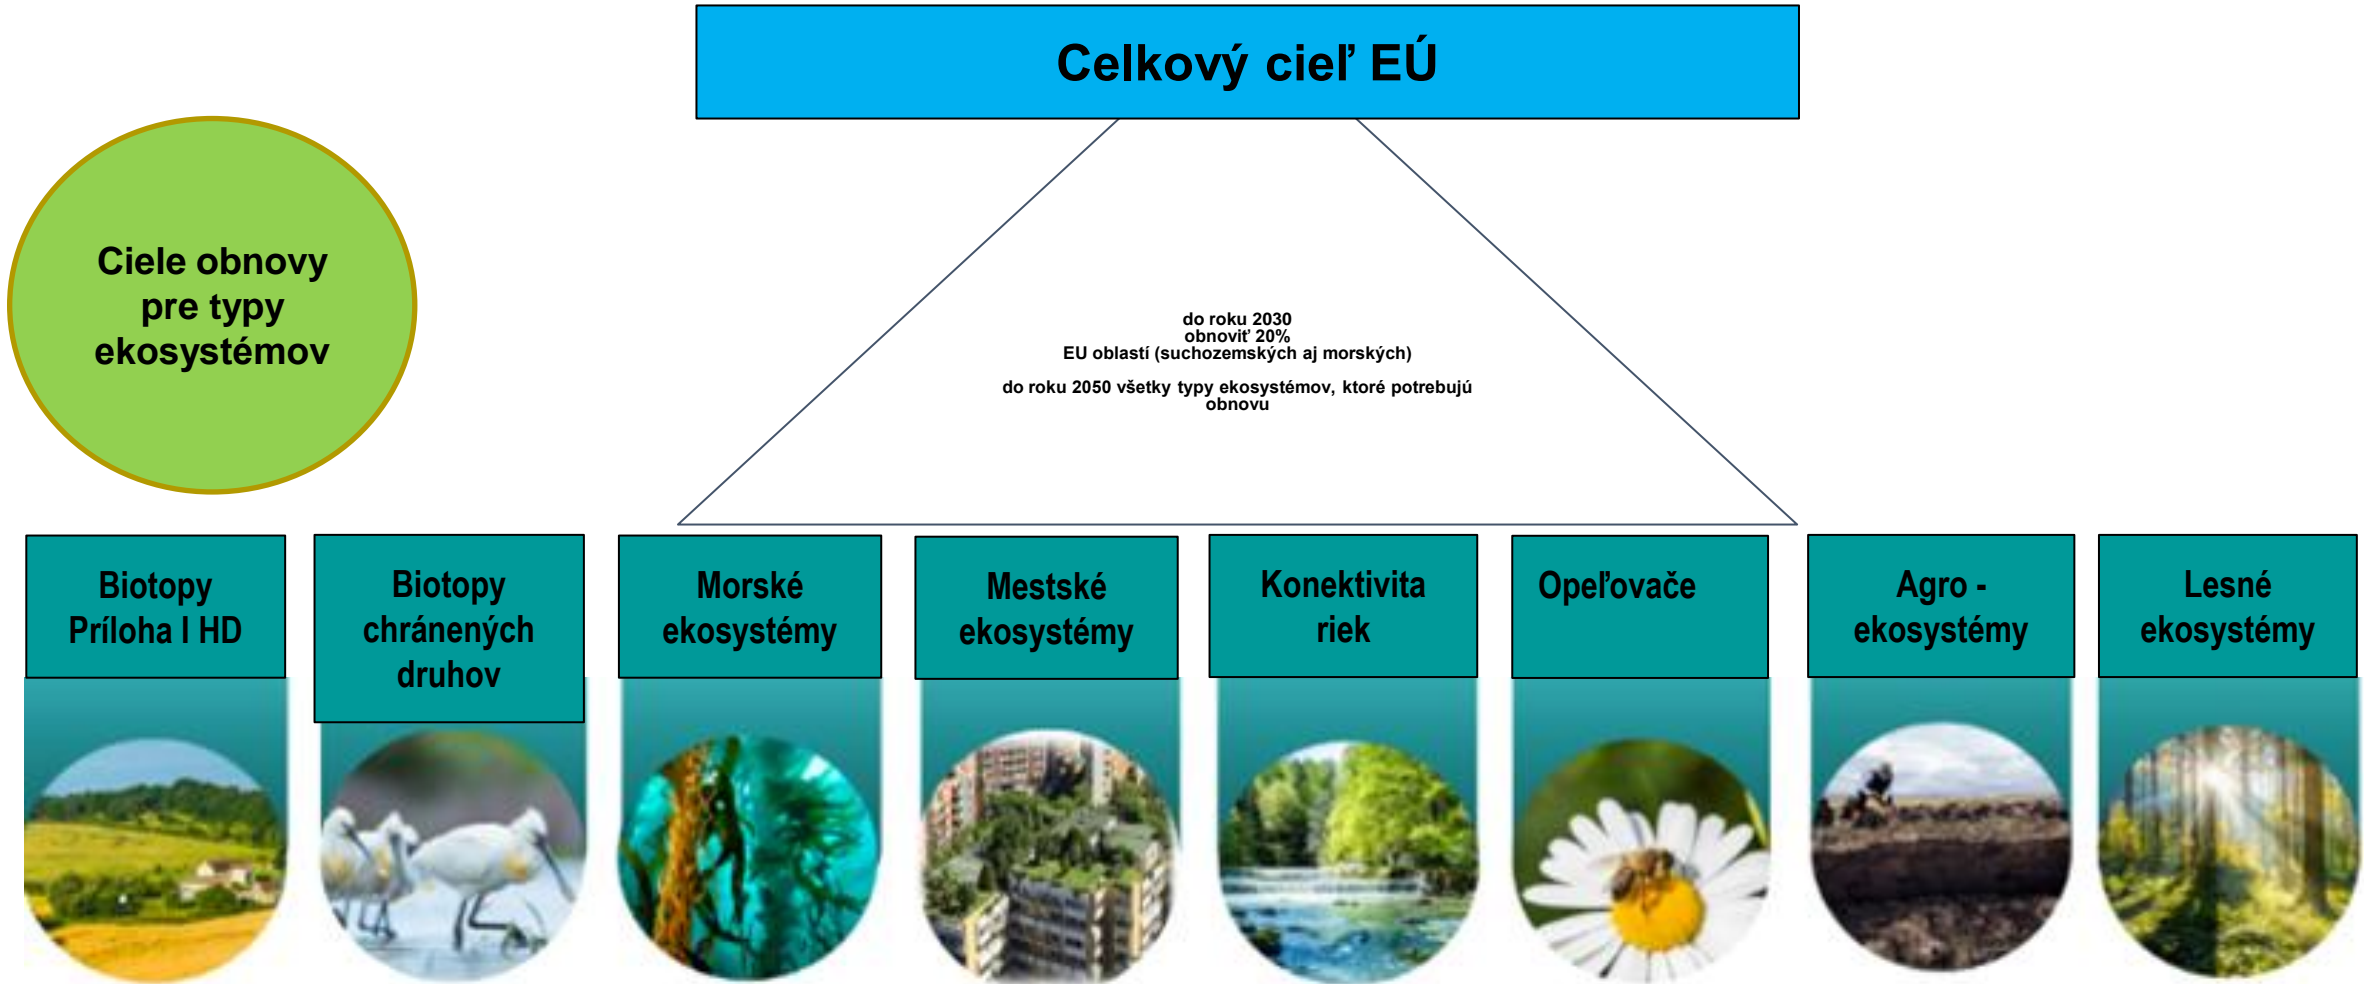 Celkový cieľ EÚ
Ciele obnovy
pre typy
ekosystémov
do roku 2030
obnoviť 20%
EU oblastí (suchozemských aj morských)
do roku 2050 všetky typy ekosystémov, ktoré potrebujú
obnovu
Biotopy
Príloha I HD
Biotopy
chránených
druhov
Morské
ekosystémy
Mestské
ekosystémy
Konektivita
riek
Opeľovače
Agro -
ekosystémy
Lesné
ekosystémy